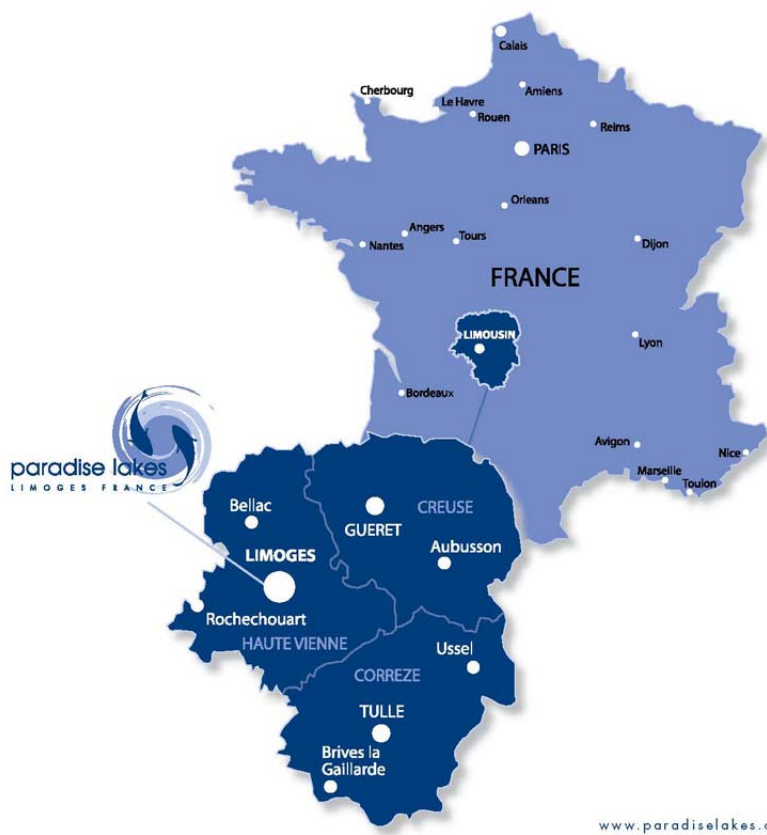 Calais
Cherbourg
Amiens
Le Havre
Rouen
Reims
PARIS
Orleans
Angers
Tours
Nantes
Dijon
FRANCE
LIMOUSIN
Lyon
Bordeaux
Avigon
Nice
Marseille
Toulon
paradise lakes
LIMOGES FRANCE
Bellac
CREUSE
GUERET
LIMOGES
Aubusson
Rochechouart
HAUTE VIENNE
Ussel
CORREZE
TULLE
Brives la
Gaillarde
www.paradiselakes.c